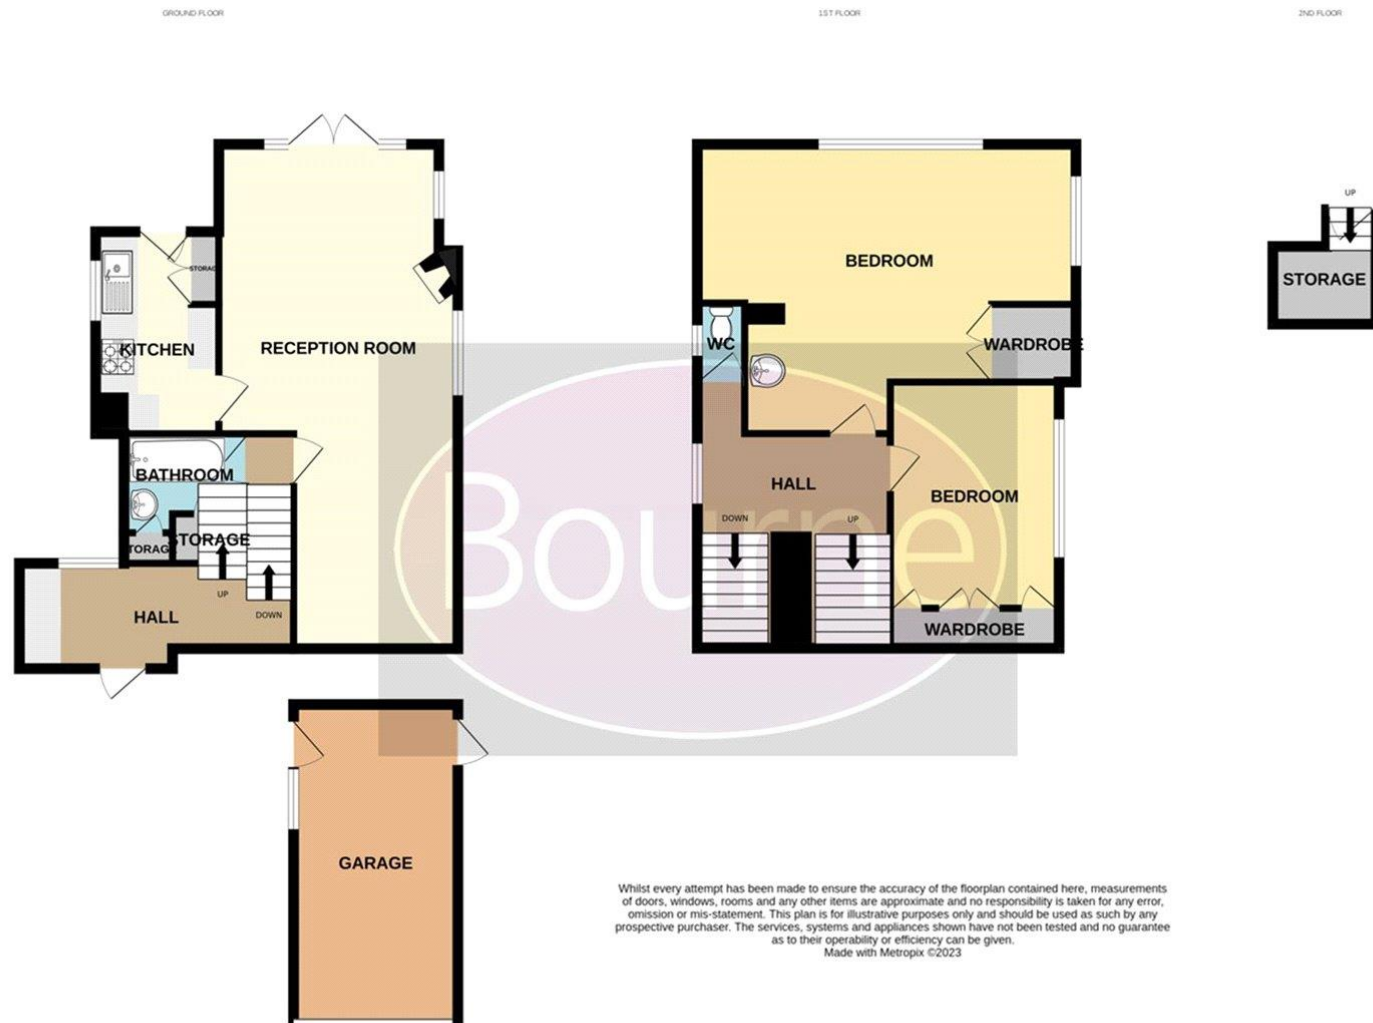 GROUND FLOOR
1ST FLOOR
2ND FLOOR
UP
STORAGE
BEDROOM
STORAG
KITCHEN
RECEPTION ROOM
WC
WARDROBE
BATHROOM
STORAGE
TORAG
HALL
UP
DOWN
HALL
DOWN
UP
BEDROOM
WARDROBE
Bourne
GARAGE
Whilst every attempt has been made to ensure the accuracy of the floorplan contained here, measurements
of doors, windows, rooms and any other items are approximate and no responsibility is taken for any error,
omission or mis-statement. This plan is for illustrative purposes only and should be used as such by any
prospective purchaser. The services, systems and appliances shown have not been tested and no guarantee
as to their operability or efficiency can be given.
Made with Metropix ©2023